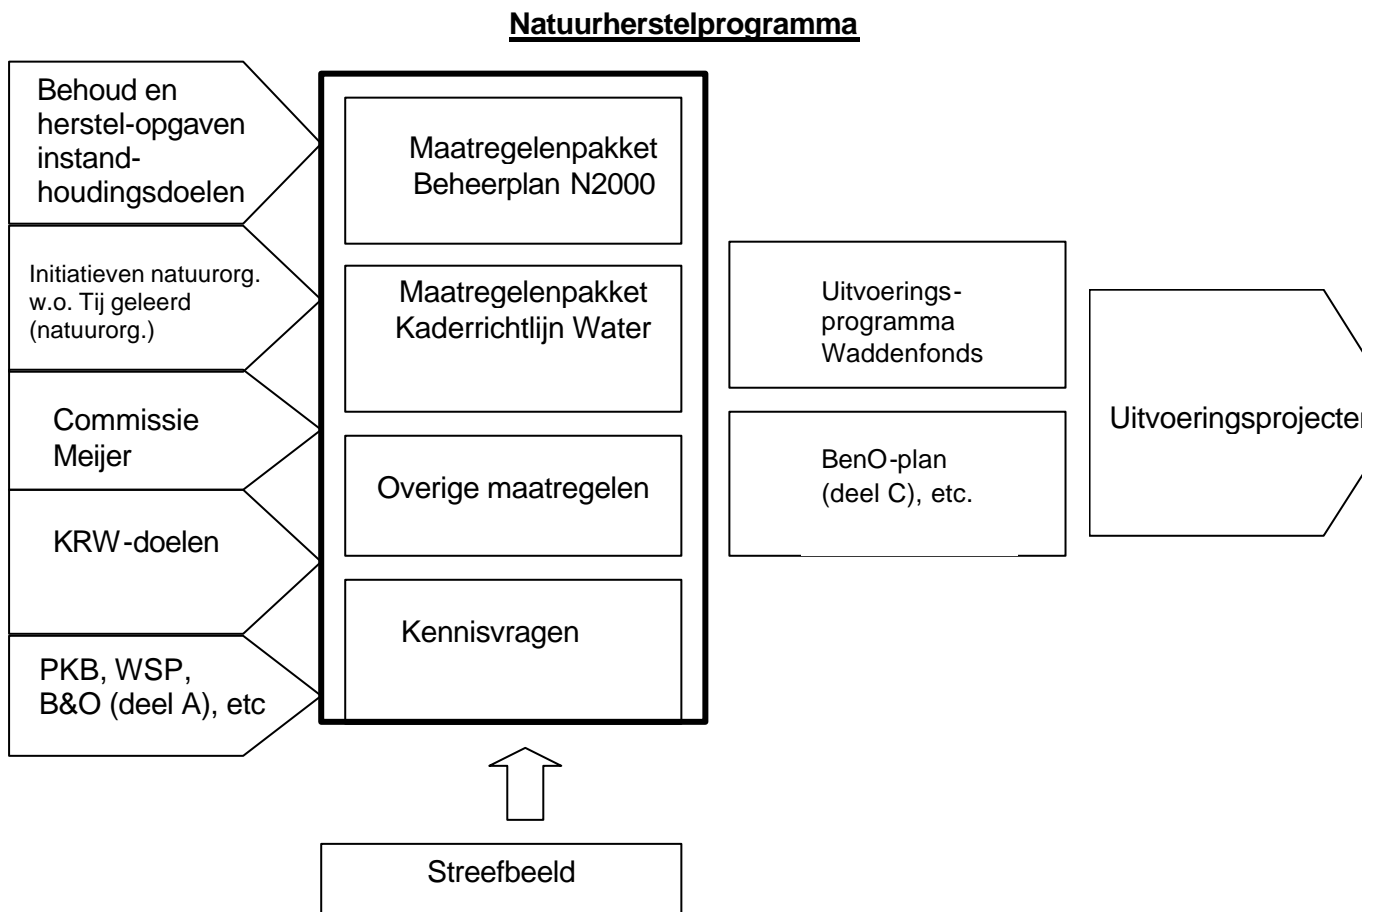 Natuurherstelprogramma
Behoud en
herstel-opgaven
instand-
houdingsdoelen
Initiatieven natuurorg.
w.o. Tij geleerd
(natuurorg.)
Commissie
Meijer
KRW-doelen
PKB, WSP,
B&O (deel A), etc
Maatregelenpakket
Beheerplan N2000
Maatregelenpakket
Kaderrichtlijn Water
Overige maatregelen
Kennisvragen
Streefbeeld
Uitvoerings-
programma
Waddenfonds
BenO-plan
(deel C), etc.
Uitvoeringsprojecten